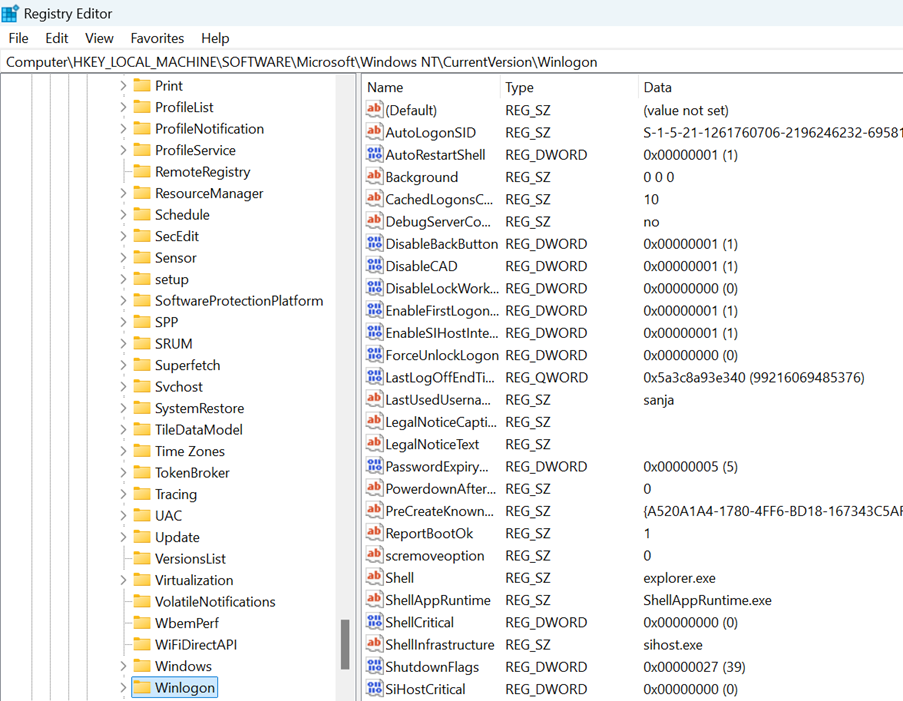 Registry Editor
File Edit View Favorites Help
Computer\HKEY_LOCAL_MACHINE\SOFTWARE\Microsoft\Windows NT\CurrentVersion\Winlogon
Print
ProfileList
ProfileNotification
ProfileService
RemoteRegistry
ResourceManager
Schedule
SecEdit
Sensor
setup
SoftwareProtectionPlatform
SPP
SRUM
Superfetch
Svchost
SystemRestore
TileDataModel
Time Zones
TokenBroker
Tracing
UAC
Update
VersionsList
Virtualization
VolatileNotifications
WbemPerf
WiFiDirectAPI
Windows
Winlogon
Name Type Data
(Default) REG_SZ (value not set)
AutoLogonSID REG_SZ S-1-5-21-1261760706-2196246232-69581
AutoRestartShell REG_DWORD 0x00000001 (1)
Background REG_SZ 0 0 0
CachedLogonsC... REG_SZ 10
DebugServerCo... REG_SZ no
DisableBackButton REG_DWORD 0x00000001 (1)
DisableCAD REG_DWORD 0x00000001 (1)
DisableLockWork... REG_DWORD 0x00000000 (0)
EnableFirstLogon... REG_DWORD 0x00000001 (1)
EnableSIHostInte... REG_DWORD 0x00000001 (1)
ForceUnlockLogon REG_DWORD 0x00000000 (0)
LastLogOffEndTi... REG_QWORD 0x5a3c8a93e340 (99216069485376)
LastUsedUserna... REG_SZ sanja
LegalNoticeCapti... REG_SZ
LegalNoticeText REG_SZ
PasswordExpiry... REG_DWORD 0x00000005 (5)
PowerdownAfter... REG_SZ 0
PreCreateKnown... REG_SZ {A520A1A4-1780-4FF6-BD18-167343C5AF
ReportBootOk REG_SZ 1
scremoveoption REG_SZ 0
Shell REG_SZ explorer.exe
ShellAppRuntime REG_SZ ShellAppRuntime.exe
ShellCritical REG_DWORD 0x00000000 (0)
ShellInfrastructure REG_SZ sihost.exe
ShutdownFlags REG_DWORD 0x00000027 (39)
SiHostCritical REG_DWORD 0x00000000 (0)